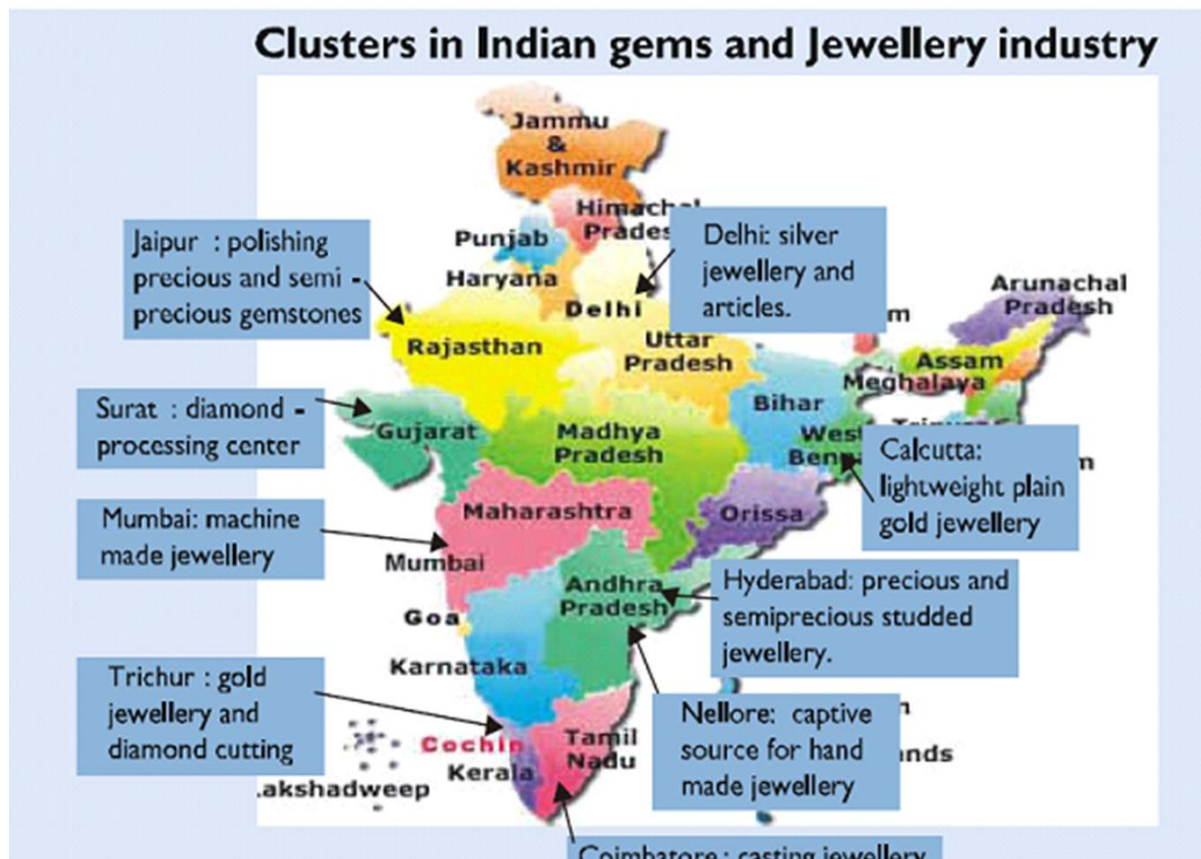 Clusters in Indian gems and Jewellery industry
Jammu
&
Kashmir
Himachal
Prades
Punjab
Haryana
Delhi
Jaipur : polishing
precious and semi -
precious gemstones
Delhi: silver
jewellery and
articles.
Rajasthan
Uttar
Pradesh
m
Arunachal
Pradesh
Assam
Meghalaya
Surat : diamond -
processing center
Gujarat
Madhya
Pradesh
Bihar
West
Benga
m
Calcutta:
lightweight plain
gold jewellery
Mumbai: machine
made jewellery
Maharashtra
Orissa
Mumbai
Andhra
Pradesh
Hyderabad: precious and
semiprecious studded
jewellery.
Goa
Karnataka
Trichur : gold
jewellery and
diamond cutting
Nellore: captive
source for hand
made jewellery
n
nds
Cochin
Kerala
Tamil
Nadu
akshadweep
Coimbatore : casting jewellery